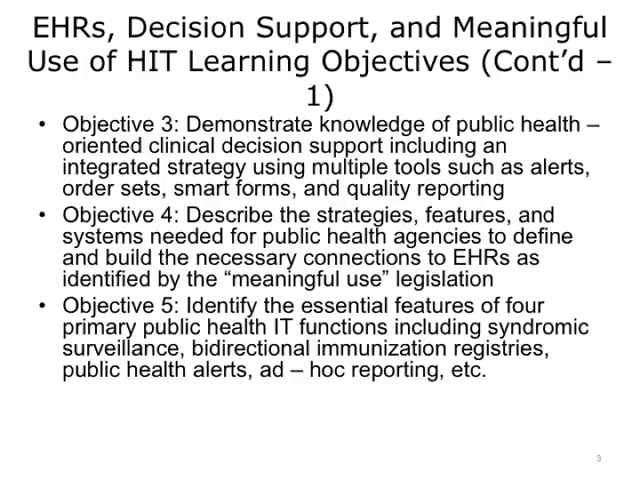 EHRs, Decision Support, and Meaningful
Use of HIT Learning Objectives (Cont’d –
1)
• Objective 3: Demonstrate knowledge of public health –
oriented clinical decision support including an
integrated strategy using multiple tools such as alerts,
order sets, smart forms, and quality reporting
• Objective 4: Describe the strategies, features, and
systems needed for public health agencies to define
and build the necessary connections to EHRs as
identified by the “meaningful use” legislation
• Objective 5: Identify the essential features of four
primary public health IT functions including syndromic
surveillance, bidirectional immunization registries,
public health alerts, ad – hoc reporting, etc.
3